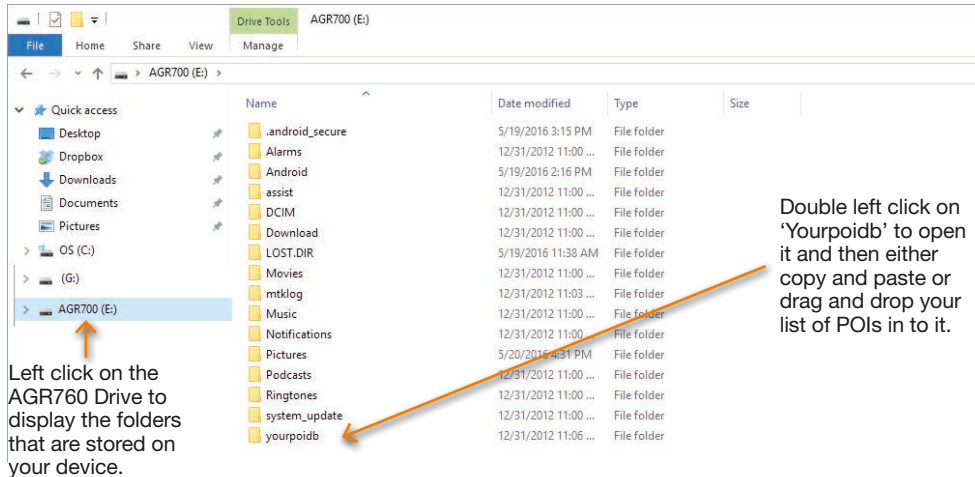 Drive Tools AGR700 (E:)
File Home Share View Manage
AGR700 (E:)
Quick access
Desktop
Dropbox
Downloads
Documents
Pictures
OS (C:)
(G:)
AGR700 (E:)
Name Date modified Type Size
.android_secure 5/19/2016 3:15 PM File folder
Alarms 12/31/2012 11:00 ... File folder
Android 5/19/2016 2:16 PM File folder
assist 12/31/2012 11:00 ... File folder
DCIM 12/31/2012 11:00 ... File folder
Download 12/31/2012 11:00 ... File folder
LOST.DIR 5/19/2016 11:38 AM File folder
Movies 12/31/2012 11:00 ... File folder
mtklog 12/31/2012 11:03 ... File folder
Music 12/31/2012 11:00 ... File folder
Notifications 12/31/2012 11:00 ... File folder
Pictures 5/20/2016 4:31 PM File folder
Podcasts 12/31/2012 11:00 ... File folder
Ringtones 12/31/2012 11:00 ... File folder
system_update 12/31/2012 11:00 ... File folder
yourpoidb 12/31/2012 11:06 ... File folder
Double left click on
‘Yourpoidb’ to open
it and then either
copy and paste or
drag and drop your
list of POIs in to it.
Left click on the
AGR760 Drive to
display the folders
that are stored on
your device.